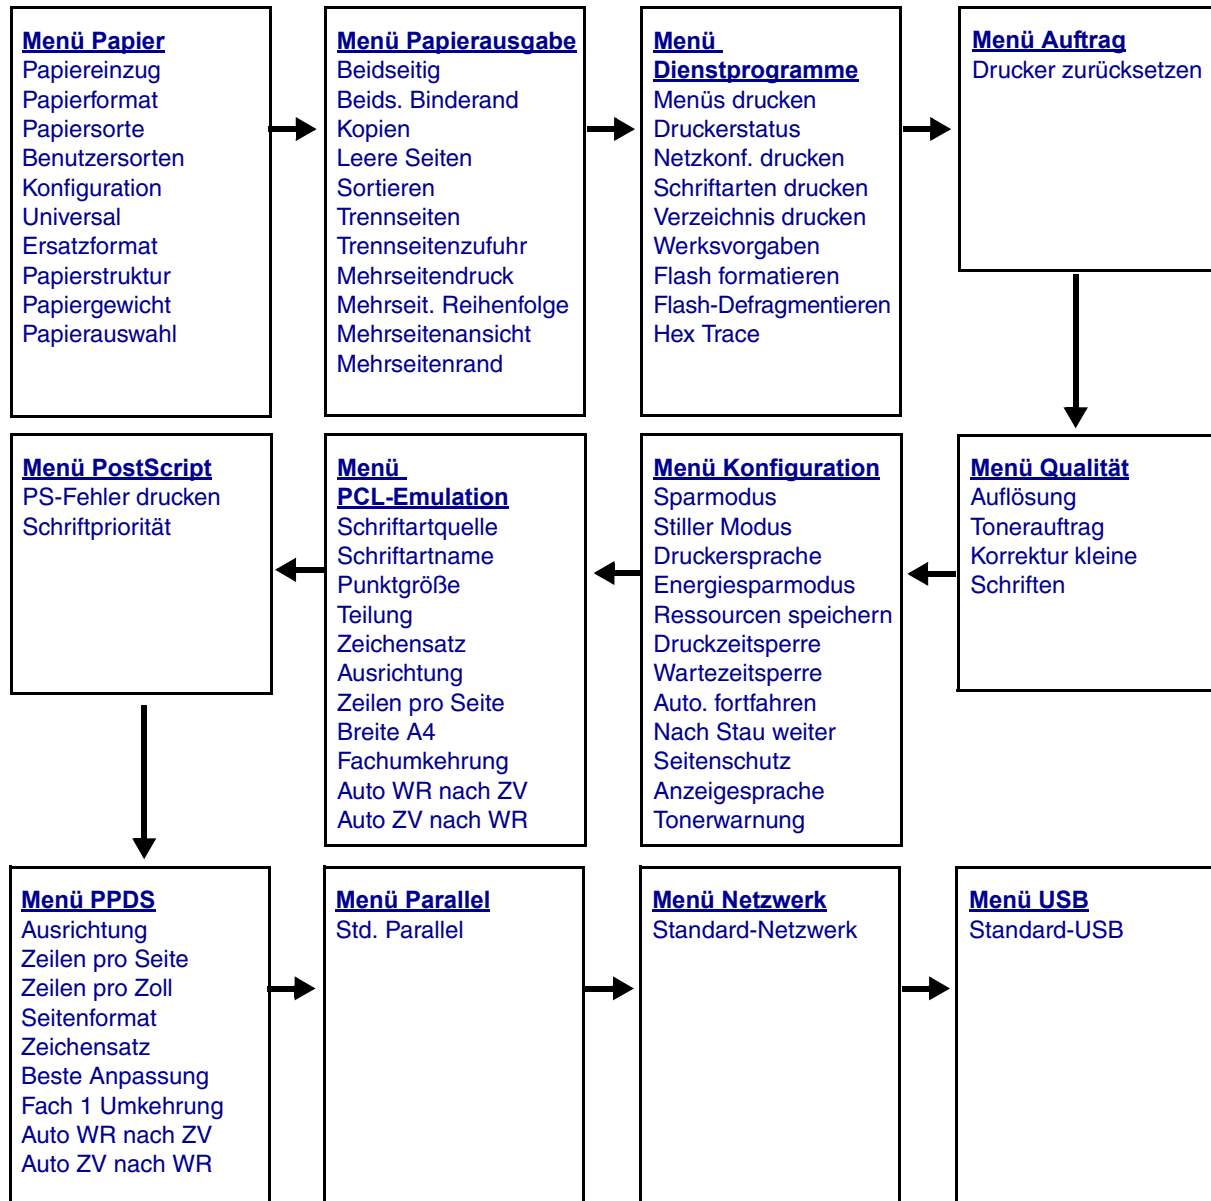 Menü Papier
Papiereinzug
Papierformat
Papiersorte
Benutzersorten
Konfiguration
Universal
Ersatzformat
Papierstruktur
Papiergewicht
Papierauswahl
Menü Papierausgabe
Beidseitig
Beids. Binderand
Kopien
Leere Seiten
Sortieren
Trennseiten
Trennseitenzufuhr
Mehrseitendruck
Mehrseit. Reihenfolge
Mehrseitenansicht
Mehrseitenrand
Menü
Dienstprogramme
Menüs drucken
Druckerstatus
Netzkonf. drucken
Schriftarten drucken
Verzeichnis drucken
Werksvorgaben
Flash formatieren
Flash-Defragmentieren
Hex Trace
Menü Auftrag
Drucker zurücksetzen
Menü Qualität
Auflösung
Tonerauftrag
Korrektur kleine
Schriften
Menü Konfiguration
Sparmodus
Stiller Modus
Druckersprache
Energiesparmodus
Ressourcen speichern
Druckzeitsperre
Wartezeitsperre
Auto. fortfahren
Nach Stau weiter
Seitenschutz
Anzeigesprache
Tonerwarnung
Menü
PCL-Emulation
Schriftartquelle
Schriftartname
Punktgröße
Teilung
Zeichensatz
Ausrichtung
Zeilen pro Seite
Breite A4
Fachumkehrung
Auto WR nach ZV
Auto ZV nach WR
Menü PostScript
PS-Fehler drucken
Schriftpriorität
Menü PPDS
Ausrichtung
Zeilen pro Seite
Zeilen pro Zoll
Seitenformat
Zeichensatz
Beste Anpassung
Fach 1 Umkehrung
Auto WR nach ZV
Auto ZV nach WR
Menü Parallel
Std. Parallel
Menü Netzwerk
Standard-Netzwerk
Menü USB
Standard-USB